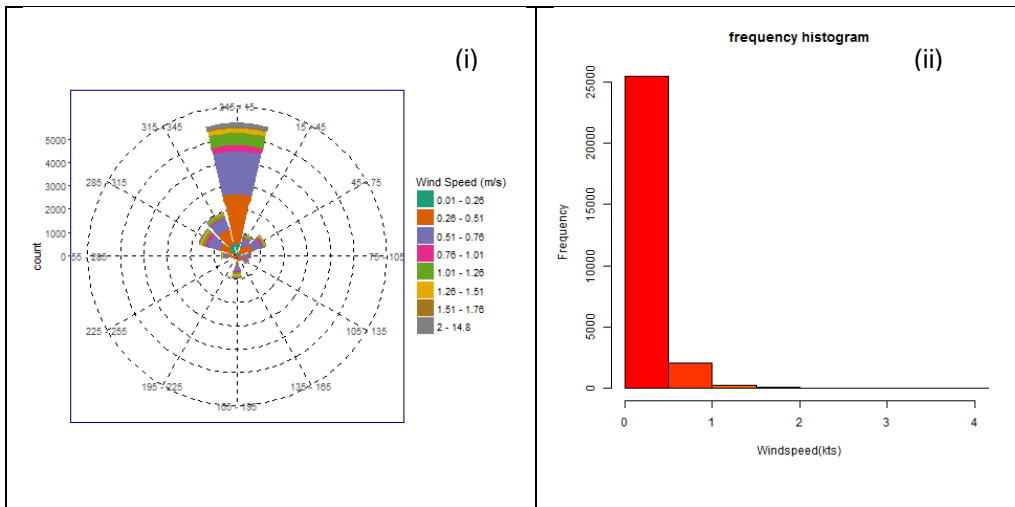 (i)
345 - 15
315 - 345
15 - 45
285 - 315
45 - 75
255 - 285
75 - 105
225 - 255
105 - 135
195 - 225
135 - 165
165 - 195
5000
4000
3000
2000
1000
0
count
Wind Speed (m/s)
0.01 - 0.26
0.26 - 0.51
0.51 - 0.76
0.76 - 1.01
1.01 - 1.26
1.26 - 1.51
1.51 - 1.76
2 - 14.8
frequency histogram
(ii)
25000
20000
15000
10000
5000
0
Frequency
0 1 2 3 4
Windspeed(kts)